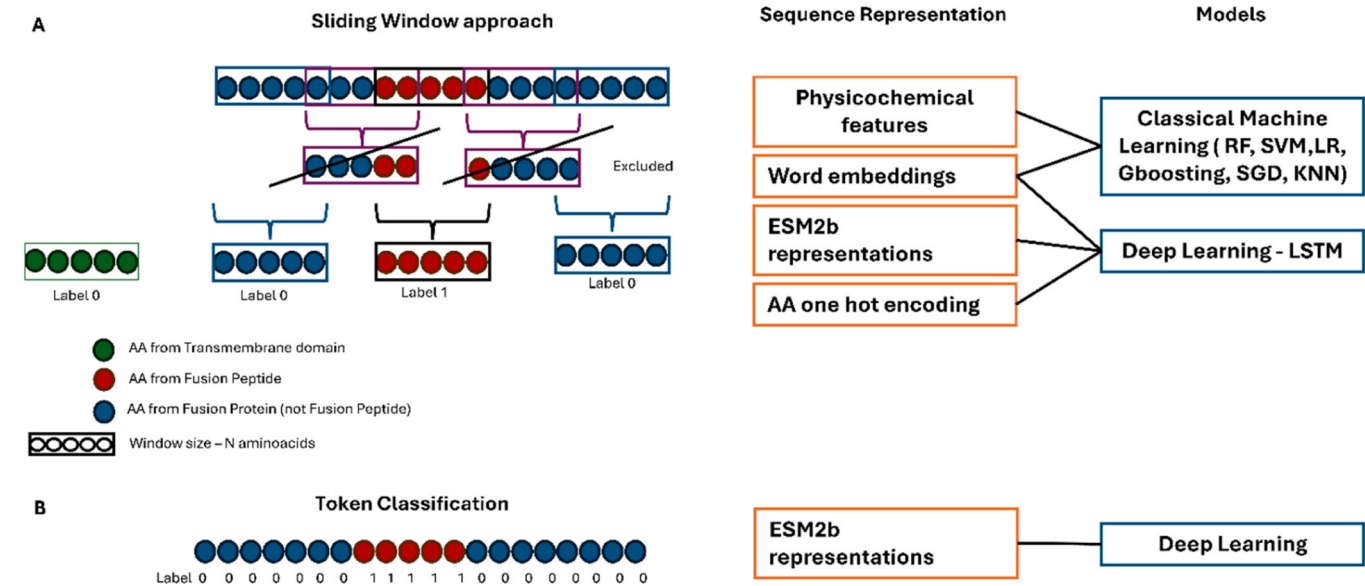 A
Sliding Window approach
Sequence Representation
Models
Physicochemical
features
Word embeddings
ESM2b
representations
AA one hot encoding
Classical Machine
Learning ( RF, SVM,LR,
Gboosting, SGD, KNN)
Deep Learning - LSTM
Excluded
Label 0
Label 0
Label 1
Label 0
AA from Transmembrane domain
AA from Fusion Peptide
AA from Fusion Protein (not Fusion Peptide)
Window size – N aminoacids
B
Token Classification
Label 0 0 0 0 0 0 0 1 1 1 1 1 0 0 0 0 0 0 0 0
ESM2b
representations
Deep Learning